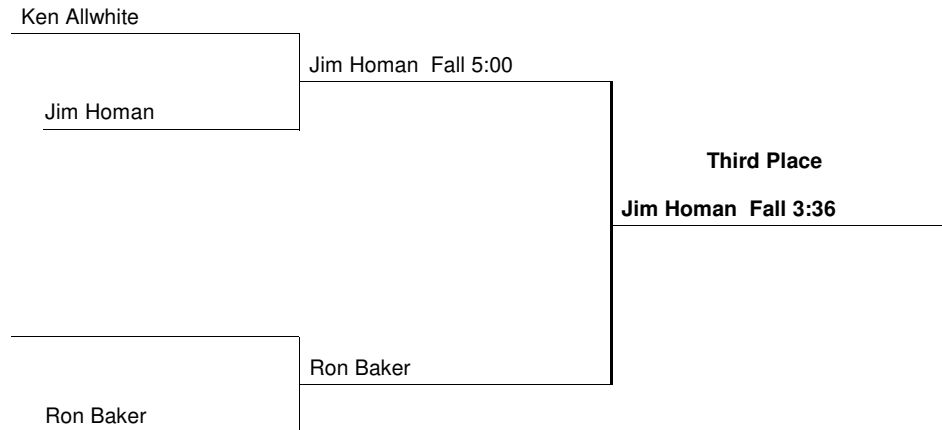 Ken Allwhite
Jim Homan  Fall 5:00
Jim Homan
Third Place
Jim Homan  Fall 3:36
Ron Baker
Ron Baker